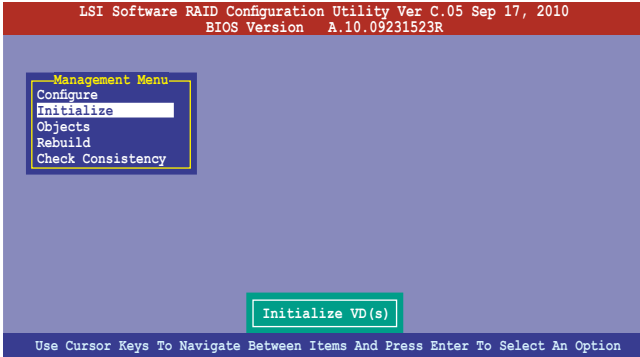 LSI Software RAID Configuration Utility Ver C.05 Sep 17, 2010
BIOS Version A.10.09231523R
Management Menu
Configure
Initialize
Objects
Rebuild
Check Consistency
Initialize VD(s)
Use Cursor Keys To Navigate Between Items And Press Enter To Select An Option